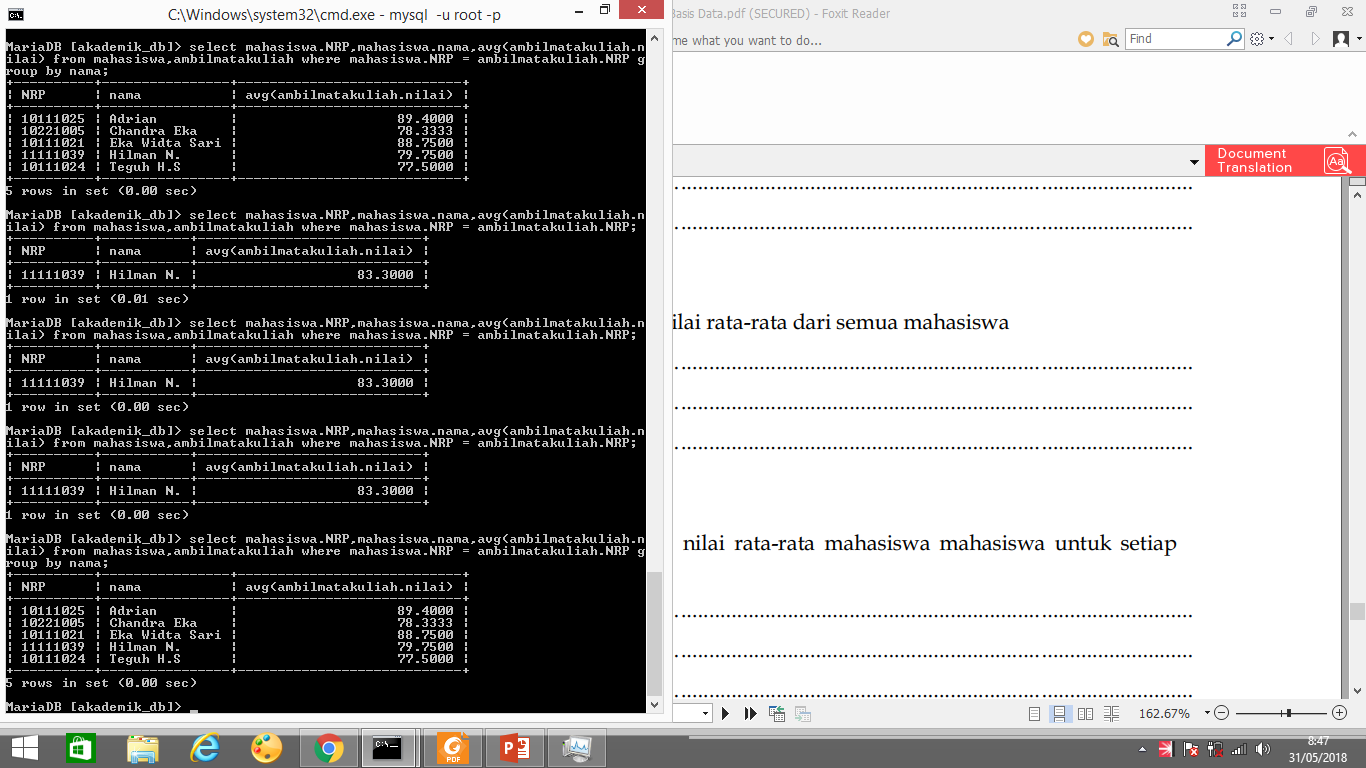 C:\Windows\system32\cmd.exe - mysql -u root -p
MariaDB [akademik_db]> select mahasiswa.NRP,mahasiswa.nama,avg(ambilmatakuliah.n
ilai) from mahasiswa,ambilmatakuliah where mahasiswa.NRP = ambilmatakuliah.NRP g
roup by nama;
+----------+-----------------+----------------------------+
| NRP | nama | avg(ambilmatakuliah.nilai) |
+----------+-----------------+----------------------------+
| 10111025 | Adrian | 89.4000 |
| 10221005 | Chandra Eka | 78.3333 |
| 10111021 | Eka Widta Sari | 88.7500 |
| 11111039 | Hilman N. | 79.7500 |
| 10111024 | Teguh H.S | 77.5000 |
+----------+-----------------+----------------------------+
5 rows in set (0.00 sec)
MariaDB [akademik_db]> select mahasiswa.NRP,mahasiswa.nama,avg(ambilmatakuliah.n
ilai) from mahasiswa,ambilmatakuliah where mahasiswa.NRP = ambilmatakuliah.NRP;
+----------+-----------+----------------------------+
| NRP | nama | avg(ambilmatakuliah.nilai) |
+----------+-----------+----------------------------+
| 11111039 | Hilman N. | 83.3000 |
+----------+-----------+----------------------------+
1 row in set (0.01 sec)
MariaDB [akademik_db]> select mahasiswa.NRP,mahasiswa.nama,avg(ambilmatakuliah.n
ilai) from mahasiswa,ambilmatakuliah where mahasiswa.NRP = ambilmatakuliah.NRP;
+----------+-----------+----------------------------+
| NRP | nama | avg(ambilmatakuliah.nilai) |
+----------+-----------+----------------------------+
| 11111039 | Hilman N. | 83.3000 |
+----------+-----------+----------------------------+
1 row in set (0.00 sec)
MariaDB [akademik_db]> select mahasiswa.NRP,mahasiswa.nama,avg(ambilmatakuliah.n
ilai) from mahasiswa,ambilmatakuliah where mahasiswa.NRP = ambilmatakuliah.NRP;
+----------+-----------+----------------------------+
| NRP | nama | avg(ambilmatakuliah.nilai) |
+----------+-----------+----------------------------+
| 11111039 | Hilman N. | 83.3000 |
+----------+-----------+----------------------------+
1 row in set (0.00 sec)
MariaDB [akademik_db]> select mahasiswa.NRP,mahasiswa.nama,avg(ambilmatakuliah.n
ilai) from mahasiswa,ambilmatakuliah where mahasiswa.NRP = ambilmatakuliah.NRP g
roup by nama;
+----------+-----------------+----------------------------+
| NRP | nama | avg(ambilmatakuliah.nilai) |
+----------+-----------------+----------------------------+
| 10111025 | Adrian | 89.4000 |
| 10221005 | Chandra Eka | 78.3333 |
| 10111021 | Eka Widta Sari | 88.7500 |
| 11111039 | Hilman N. | 79.7500 |
| 10111024 | Teguh H.S | 77.5000 |
+----------+-----------------+----------------------------+
5 rows in set (0.00 sec)
MariaDB [akademik_db]> _
Basis Data.pdf (SECURED) - Foxit Reader
me what you want to do...
Find
Document
Translation
ilai rata-rata dari semua mahasiswa
nilai rata-rata mahasiswa mahasiswa untuk setiap
162.67%
C:\_
PDF
8:47
31/05/2018